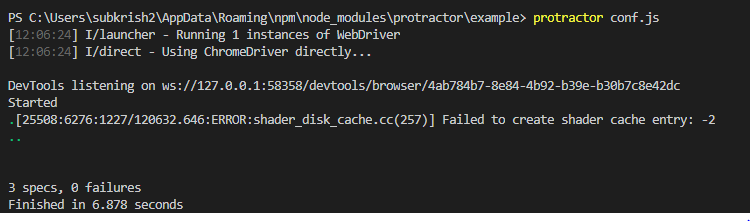 PS C:\Users\subkrish2\AppData\Roaming\npm\node_modules\protractor\example> protractor conf.js
[12:06:24] I/launcher - Running 1 instances of WebDriver
[12:06:24] I/direct - Using ChromeDriver directly...
DevTools listening on ws://127.0.0.1:58358/devtools/browser/4ab784b7-8e84-4b92-b39e-b30b7c8e42dc
Started
.[25508:6276:1227/120632.646:ERROR:shader_disk_cache.cc(257)] Failed to create shader cache entry: -2
..
3 specs, 0 failures
Finished in 6.878 seconds